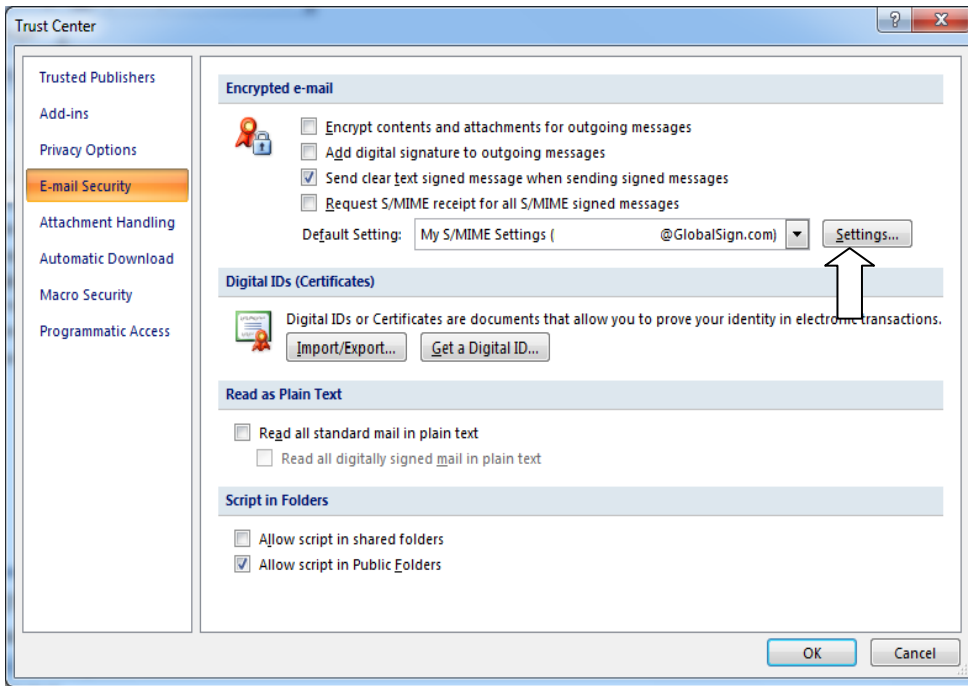 Trust Center
Trusted Publishers
Add-ins
Privacy Options
E-mail Security
Attachment Handling
Automatic Download
Macro Security
Programmatic Access
Encrypted e-mail
Encrypt contents and attachments for outgoing messages
Add digital signature to outgoing messages
Send clear text signed message when sending signed messages
Request S/MIME receipt for all S/MIME signed messages
Default Setting: My S/MIME Settings ( @GlobalSign.com) Settings...
Digital IDs (Certificates)
Digital IDs or Certificates are documents that allow you to prove your identity in electronic transactions.
Import/Export... Get a Digital ID...
Read as Plain Text
Read all standard mail in plain text
Read all digitally signed mail in plain text
Script in Folders
Allow script in shared folders
Allow script in Public Folders
OK Cancel